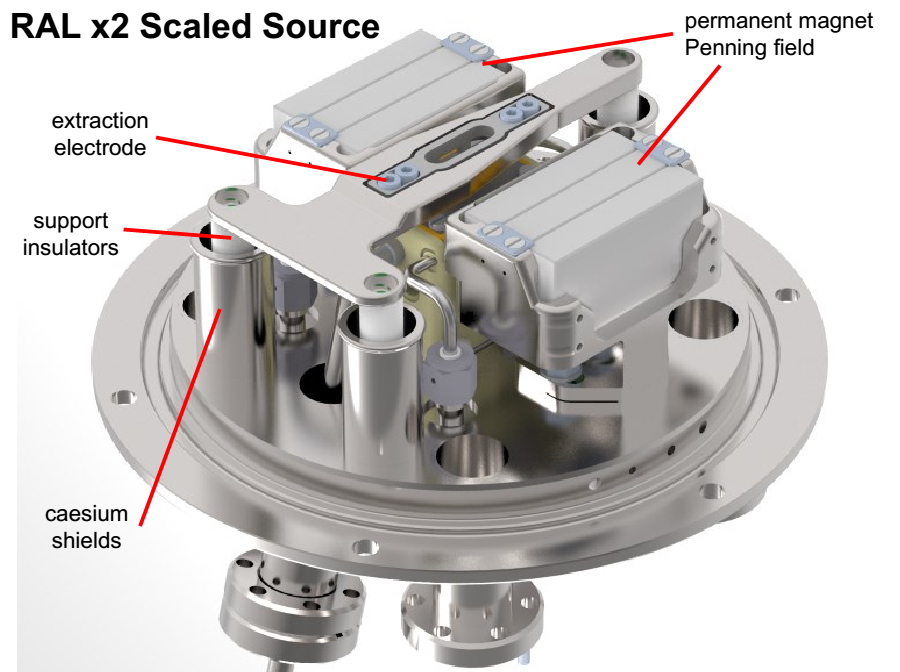 RAL x2 Scaled Source
permanent magnet
Penning field
extraction
electrode
support
insulators
caesium
shields